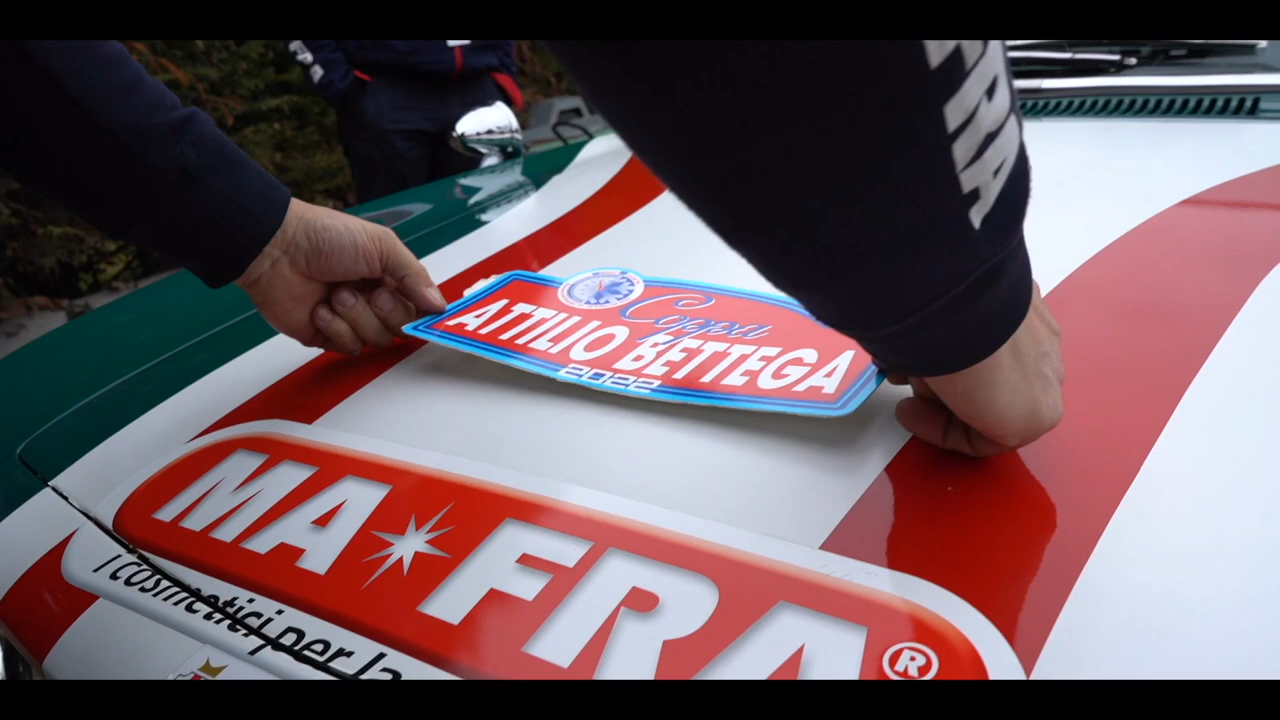 FRA
Coppa
ATTILIO BETTEGA
2022
MA FRA ®
i cosmetici per la